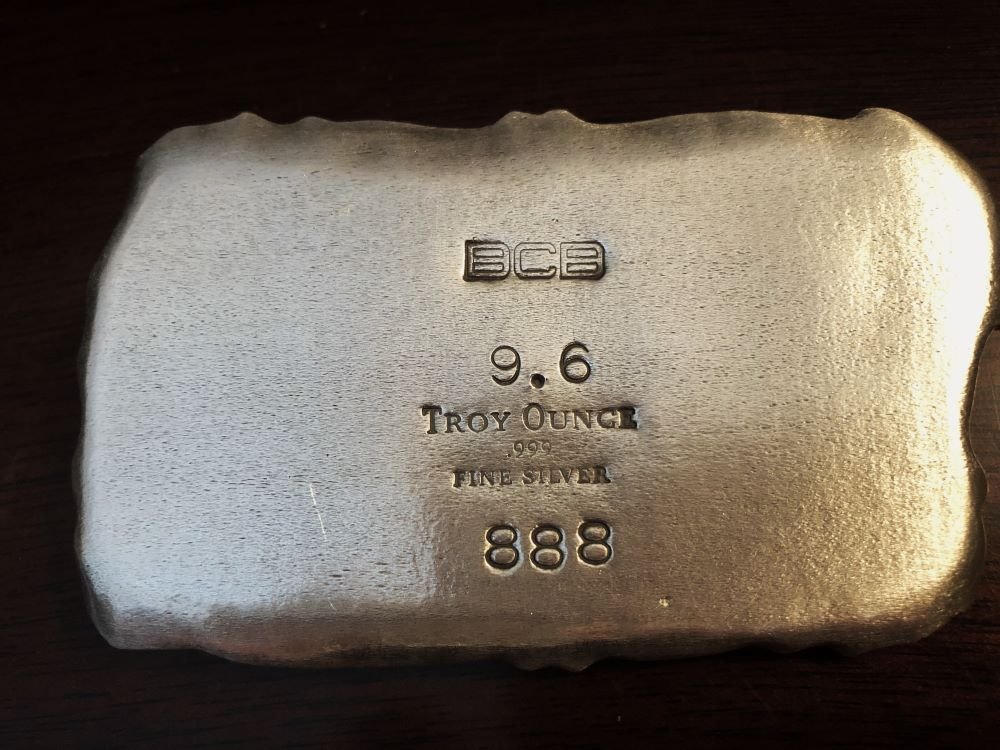 BCB
9.6
TROY OUNCE
.999
FINE SILVER
888